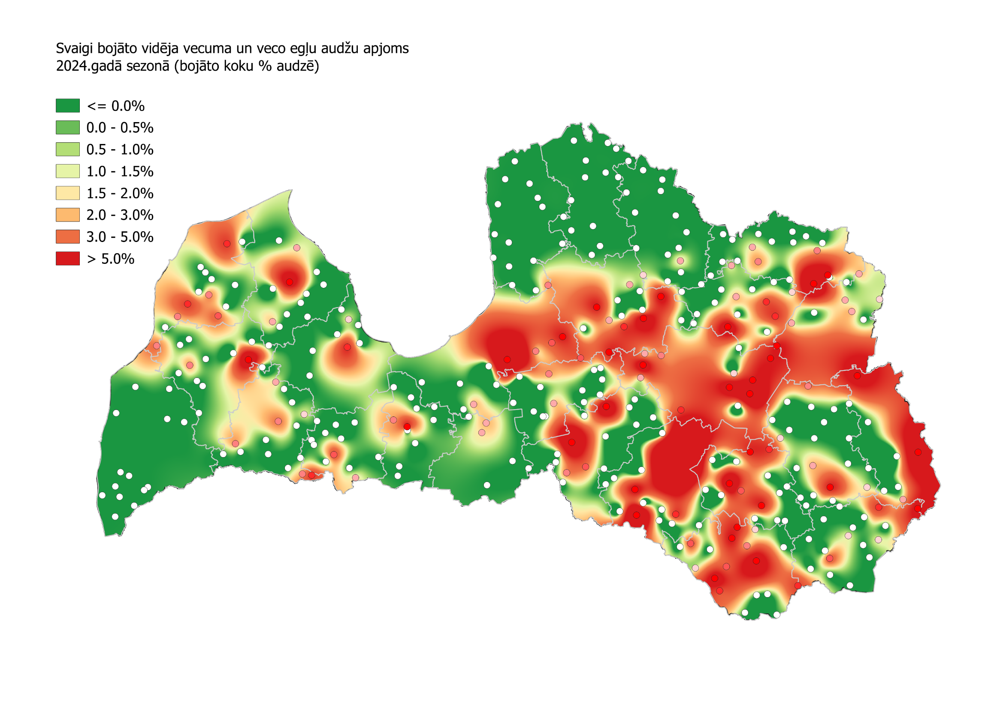 Svaigi bojāto vidēja vecuma un veco egļu audžu apjoms
2024.gadā sezonā (bojāto koku % audzē)
<= 0.0%
0.0 - 0.5%
0.5 - 1.0%
1.0 - 1.5%
1.5 - 2.0%
2.0 - 3.0%
3.0 - 5.0%
> 5.0%